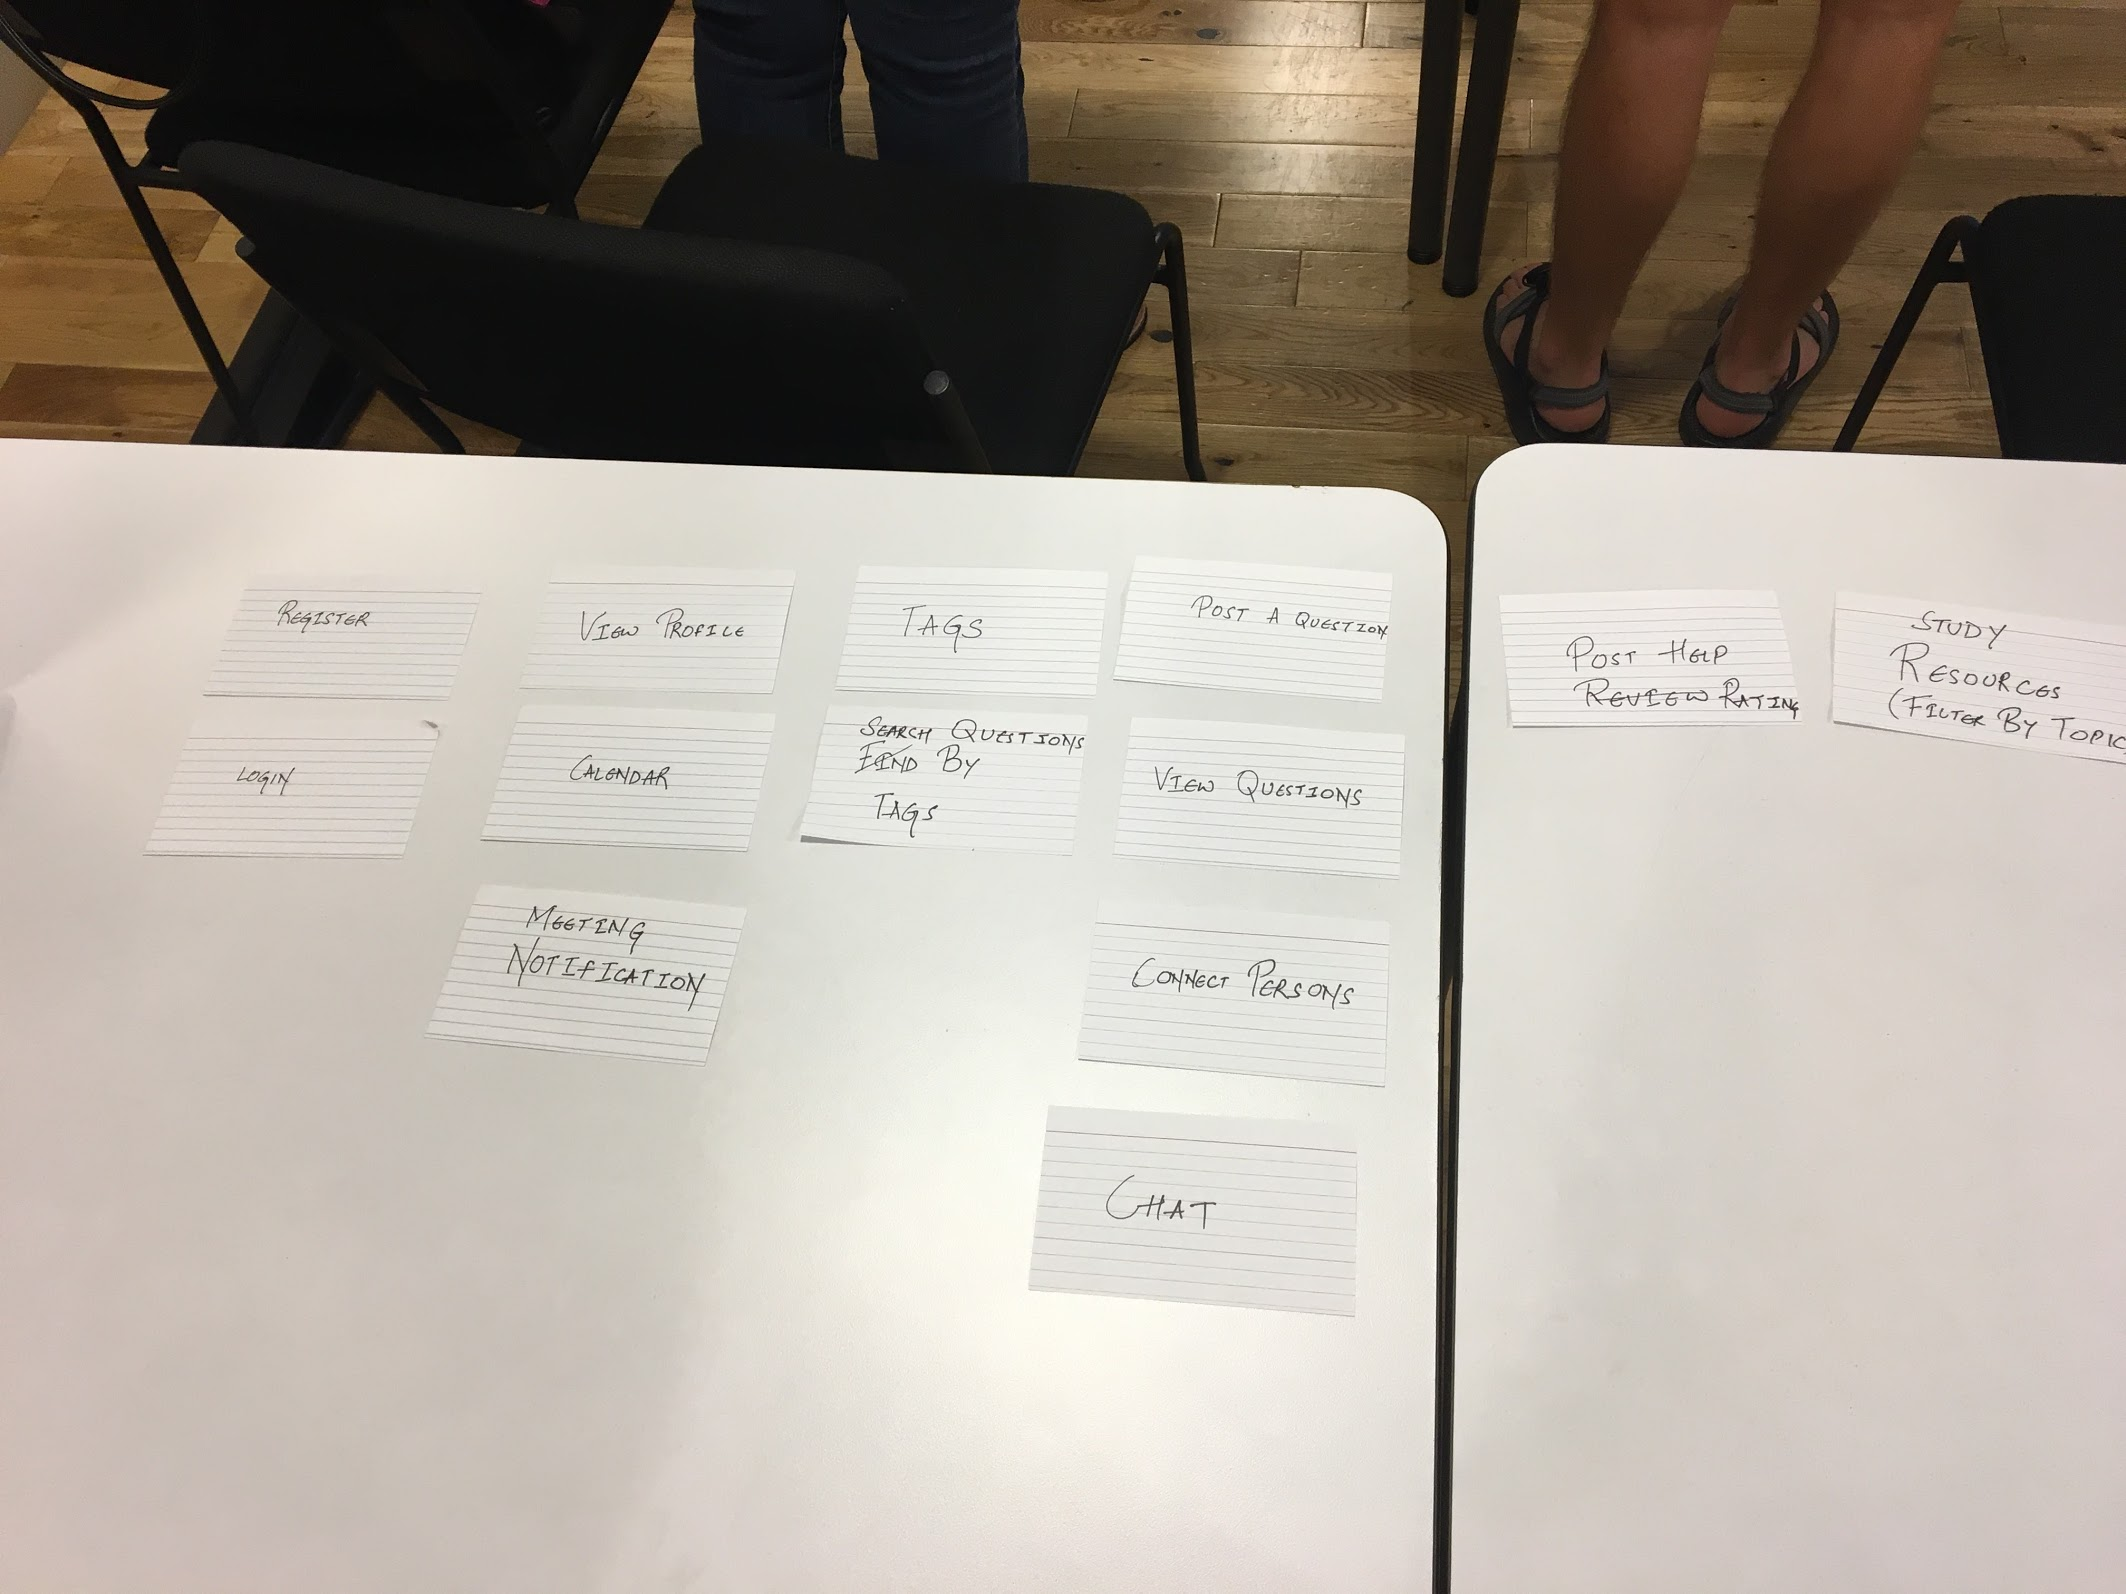 REGISTER
LOGIN
VIEW PROFILE
CALENDAR
MEETING
NOTIFICATION
TAGS
SEARCH QUESTIONS
FIND BY
TAGS
POST A QUESTION
VIEW QUESTIONS
CONNECT PERSONS
CHAT
POST HELP
REVIEW RATING
STUDY
RESOURCES
(FILTER BY TOPIC